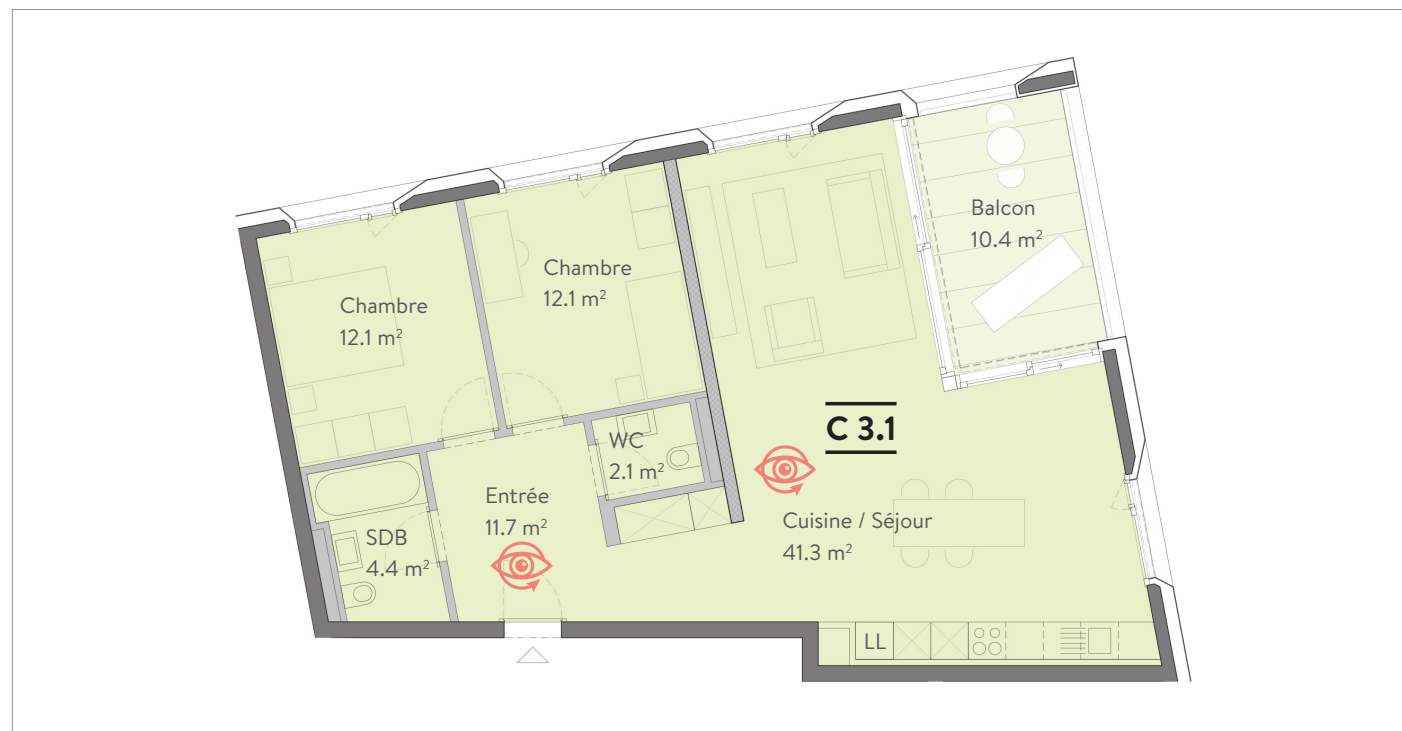 Balcon
10.4 m²
Chambre
12.1 m²
Chambre
12.1 m²
C 3.1
WC
2.1 m²
Entrée
11.7 m²
Cuisine / Séjour
41.3 m²
SDB
4.4 m²
LL